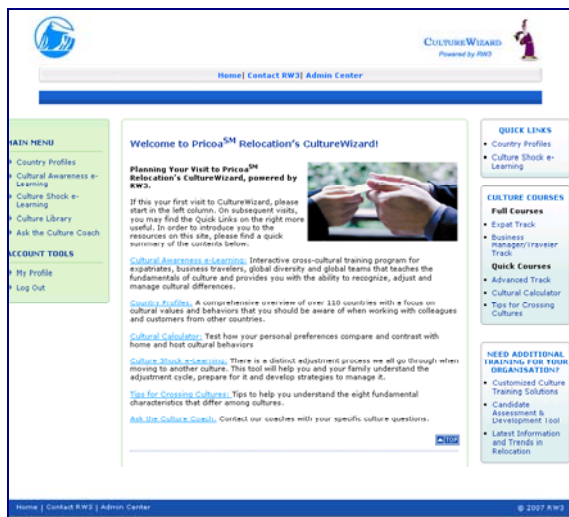 CULTUREWIZARD
Powered by RW3
Home| Contact RW3| Admin Center
MAIN MENU
Country Profiles
Cultural Awareness e-
Learning
Culture Shock e-
Learning
Culture Library
Ask the Culture Coach
ACCOUNT TOOLS
My Profile
Log Out
Welcome to Pricoa SM Relocation's CultureWizard!
Planning Your Visit to Pricoa SM
Relocation's CultureWizard, powered by
RW3.
If this your first visit to CultureWizard, please
start in the left column. On subsequent visits,
you may find the Quick Links on the right more
useful. In order to introduce you to the
resources on this site, please find a quick
summary of the contents below.
Cultural Awareness e-Learning: Interactive cross-cultural training program for
expatriates, business travelers, global diversity and global teams that teaches the
fundamentals of culture and provides you with the ability to recognize, adjust and
manage cultural differences.
Country Profiles: A comprehensive overview of over 110 countries with a focus on
cultural values and behaviors that you should be aware of when working with colleagues
and customers from other countries.
Cultural Calculator: Test how your personal preferences compare and contrast with
home and host cultural behaviors
Culture Shock e-Learning: There is a distinct adjustment process we all go through when
moving to another culture. This tool will help you and your family understand the
adjustment cycle, prepare for it and develop strategies to manage it.
Tips for Crossing Cultures: Tips to help you understand the eight fundamental
characteristics that differ among cultures.
Ask the Culture Coach: Contact our coaches with your specific culture questions.
TOP
QUICK LINKS
Country Profiles
Culture Shock e-
Learning
CULTURE COURSES
Full Courses
Expat Track
Business
Manager/Traveler
Track
Quick Courses
Advanced Track
Cultural Calculator
Tips for Crossing
Cultures
NEED ADDITIONAL
TRAINING FOR YOUR
ORGANISATION?
Customized Culture
Training Solutions
Candidate
Assessment &
Development Tool
Latest Information
and Trends in
Relocation
Home | Contact RW3 | Admin Center
© 2007 RW3